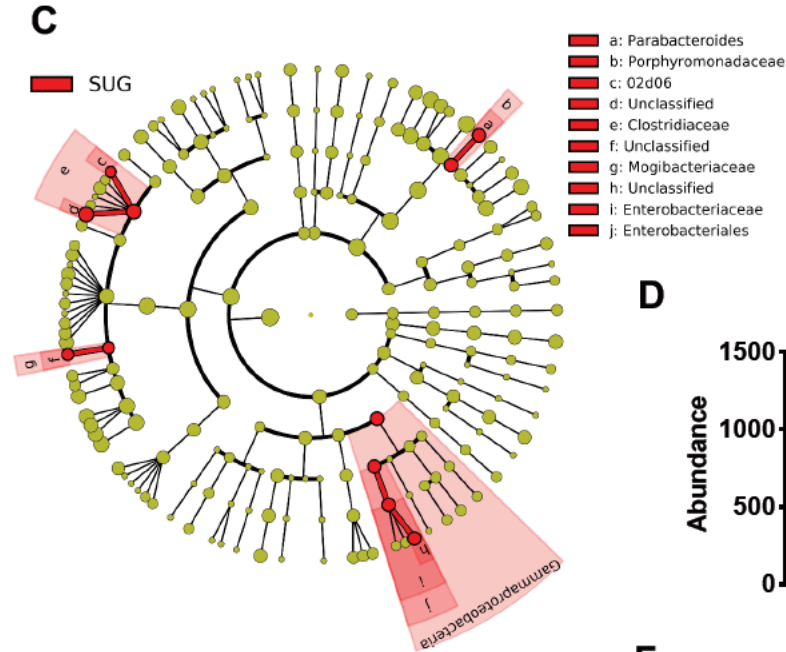 C
SUG
a: Parabacteroides
b: Porphyromonadaceae
c: 02d06
d: Unclassified
e: Clostridiaceae
f: Unclassified
g: Mogibacteriaceae
h: Unclassified
i: Enterobacteriaceae
j: Enterobacteriales
b
a
c
e
d
f
g
h
i
j
Gammaproteobacteria
D
1500
1000
500
0
Abundance